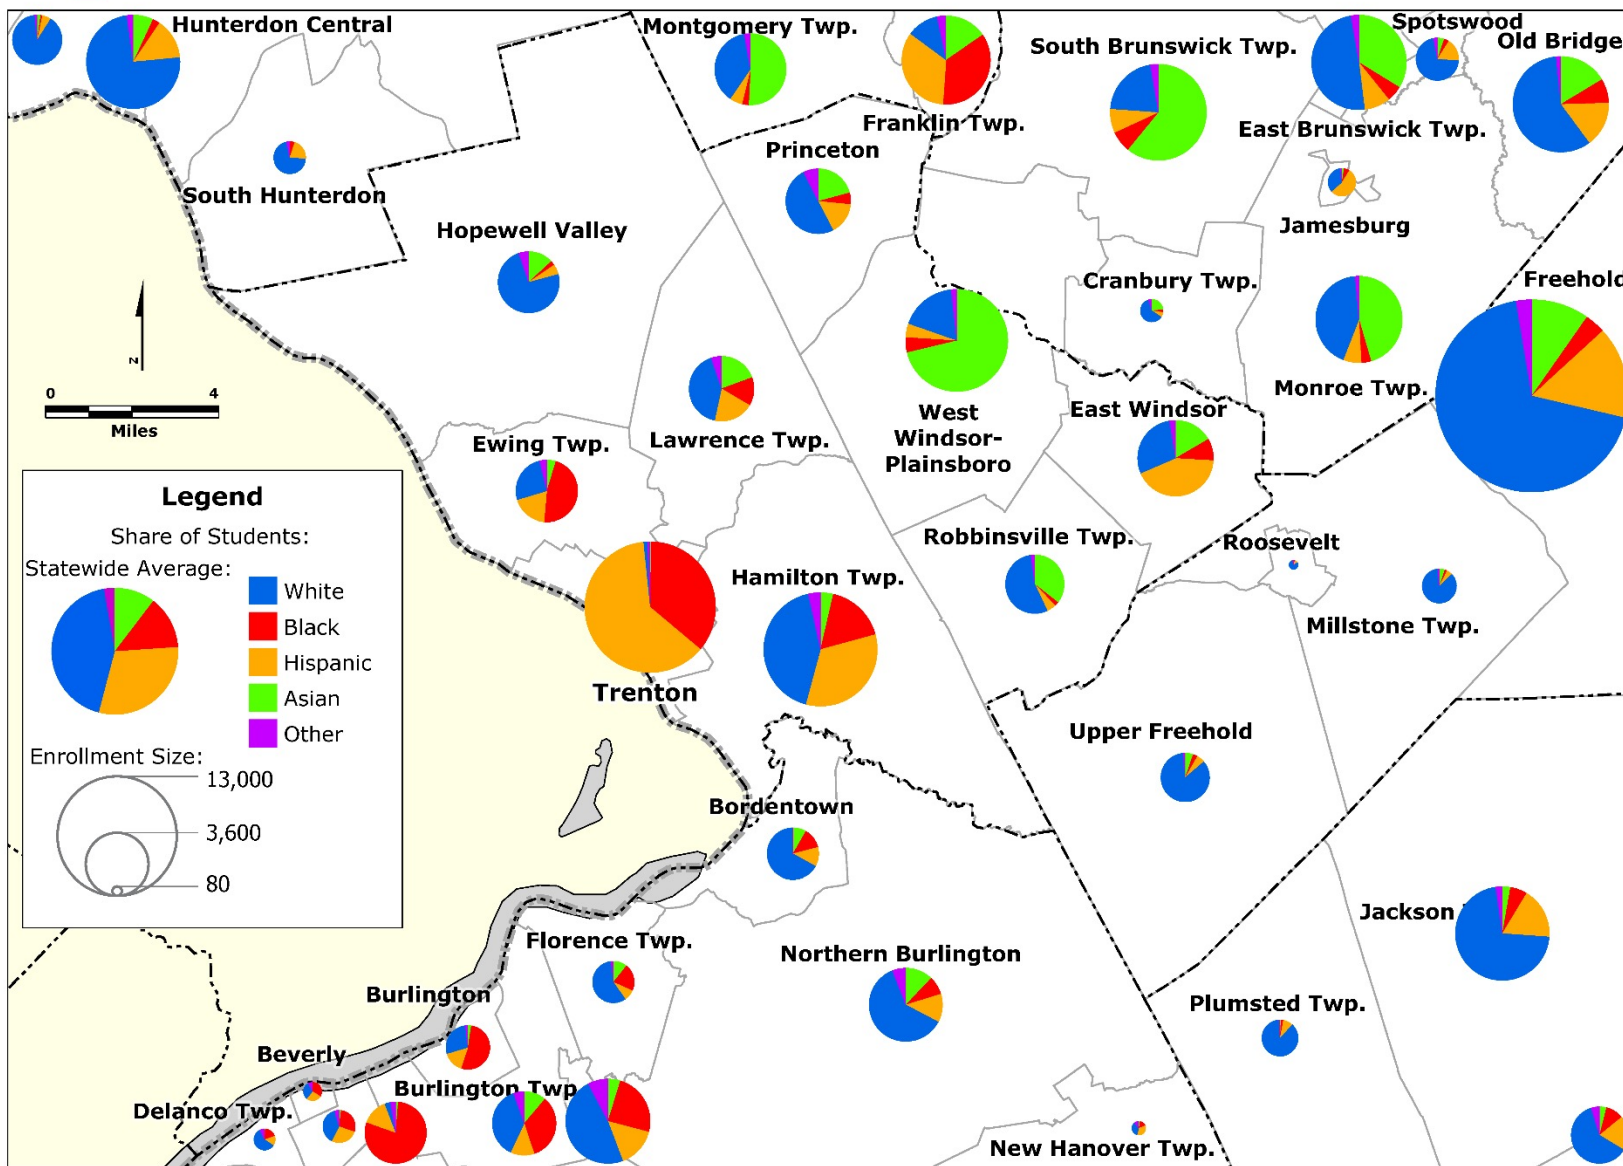 Hunterdon Central
Montgomery Twp.
Spotswood
South Brunswick Twp.
Old Bridge
Franklin Twp.
East Brunswick Twp.
Princeton
South Hunterdon
Jamesburg
Hopewell Valley
Cranbury Twp.
Freehold
N
0 4
Miles
Monroe Twp.
East Windsor
West
Windsor-
Plainsboro
Lawrence Twp.
Ewing Twp.
Legend
Share of Students:
Statewide Average:
White
Black
Hispanic
Asian
Other
Enrollment Size:
13,000
3,600
80
Robbinsville Twp.
Roosevelt
Hamilton Twp.
Millstone Twp.
Trenton
Upper Freehold
Bordentown
Jackson
Florence Twp.
Northern Burlington
Burlington
Plumsted Twp.
Beverly
Burlington Twp
Delanco Twp.
New Hanover Twp.